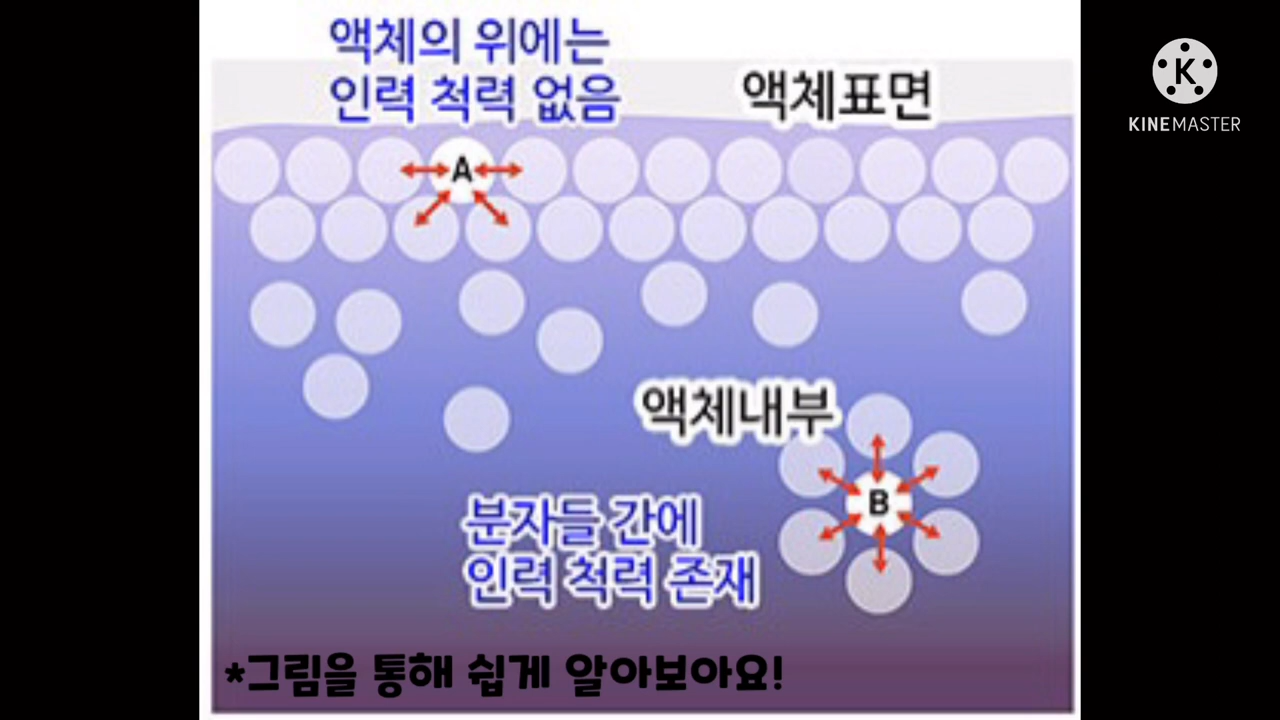 액체의 위에는
인력 척력 없음
액체표면
K
KINEMASTER
A
액체내부
B
분자들 간에
인력 척력 존재
*그림을 통해 쉽게 알아보아요!